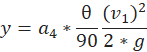 y = a₄ * θ/90 (v₁)²/(2 * g)